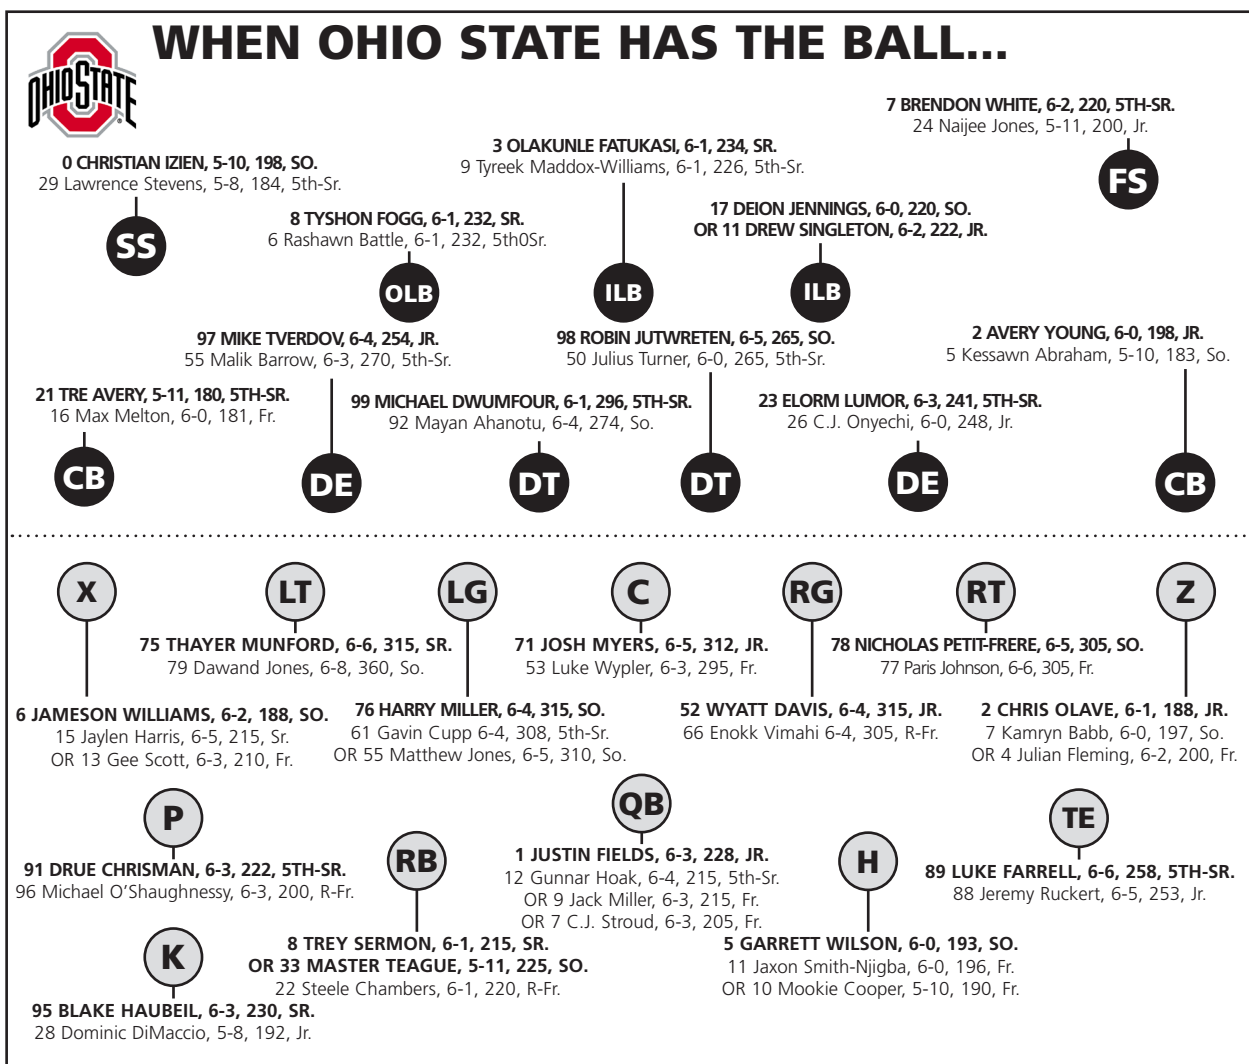 WHEN OHIO STATE HAS THE BALL...
OHIO STATE
®
7 BRENDON WHITE, 6-2, 220, 5TH-SR.
24 Naijee Jones, 5-11, 200, Jr.
FS
3 OLAKUNLE FATUKASI, 6-1, 234, SR.
9 Tyreek Maddox-Williams, 6-1, 226, 5th-Sr.
ILB
0 CHRISTIAN IZIEN, 5-10, 198, SO.
29 Lawrence Stevens, 5-8, 184, 5th-Sr.
SS
8 TYSHON FOGG, 6-1, 232, SR.
6 Rashawn Battle, 6-1, 232, 5th0Sr.
OLB
17 DEION JENNINGS, 6-0, 220, SO.
OR 11 DREW SINGLETON, 6-2, 222, JR.
ILB
97 MIKE TVERDOV, 6-4, 254, JR.
55 Malik Barrow, 6-3, 270, 5th-Sr.
DE
98 ROBIN JUTWRETEN, 6-5, 265, SO.
50 Julius Turner, 6-0, 265, 5th-Sr.
DT
2 AVERY YOUNG, 6-0, 198, JR.
5 Kessawn Abraham, 5-10, 183, So.
CB
21 TRE AVERY, 5-11, 180, 5TH-SR.
16 Max Melton, 6-0, 181, Fr.
CB
99 MICHAEL DWUMFOUR, 6-1, 296, 5TH-SR.
92 Mayan Ahanotu, 6-4, 274, So.
DT
23 ELORM LUMOR, 6-3, 241, 5TH-SR.
26 C.J. Onyechi, 6-0, 248, Jr.
DE
X
6 JAMESON WILLIAMS, 6-2, 188, SO.
15 Jaylen Harris, 6-5, 215, Sr.
OR 13 Gee Scott, 6-3, 210, Fr.
LT
75 THAYER MUNFORD, 6-6, 315, SR.
79 Dawand Jones, 6-8, 360, So.
LG
76 HARRY MILLER, 6-4, 315, SO.
61 Gavin Cupp 6-4, 308, 5th-Sr.
OR 55 Matthew Jones, 6-5, 310, So.
C
71 JOSH MYERS, 6-5, 312, JR.
53 Luke Wypler, 6-3, 295, Fr.
RG
52 WYATT DAVIS, 6-4, 315, JR.
66 Enokk Vimahi 6-4, 305, R-Fr.
RT
78 NICHOLAS PETIT-FRERE, 6-5, 305, SO.
77 Paris Johnson, 6-6, 305, Fr.
Z
2 CHRIS OLAVE, 6-1, 188, JR.
7 Kamryn Babb, 6-0, 197, So.
OR 4 Julian Fleming, 6-2, 200, Fr.
P
91 DRUE CHRISMAN, 6-3, 222, 5TH-SR.
96 Michael O'Shaughnessy, 6-3, 200, R-Fr.
RB
8 TREY SERMON, 6-1, 215, SR.
OR 33 MASTER TEAGUE, 5-11, 225, SO.
22 Steele Chambers, 6-1, 220, R-Fr.
QB
1 JUSTIN FIELDS, 6-3, 228, JR.
12 Gunnar Hoak, 6-4, 215, 5th-Sr.
OR 9 Jack Miller, 6-3, 215, Fr.
OR 7 C.J. Stroud, 6-3, 205, Fr.
H
5 GARRETT WILSON, 6-0, 193, SO.
11 Jaxon Smith-Njigba, 6-0, 196, Fr.
OR 10 Mookie Cooper, 5-10, 190, Fr.
TE
89 LUKE FARRELL, 6-6, 258, 5TH-SR.
88 Jeremy Ruckert, 6-5, 253, Jr.
K
95 BLAKE HAUBEIL, 6-3, 230, SR.
28 Dominic DiMaccio, 5-8, 192, Jr.